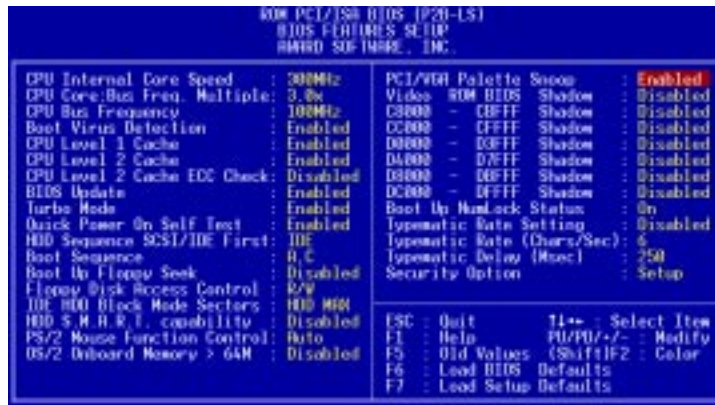 ROM PCI/ISA BIOS (P2B-LS)
BIOS FEATURES SETUP
AWARD SOFTWARE, INC.
CPU Internal Core Speed : 300MHz
CPU Core:Bus Freq. Multiple: 3.0x
CPU Bus Frequency : 100MHz
Boot Virus Detection : Enabled
CPU Level 1 Cache : Enabled
CPU Level 2 Cache : Enabled
CPU Level 2 Cache ECC Check: Disabled
BIOS Update : Enabled
Turbo Mode : Enabled
Quick Power On Self Test : Enabled
HDD Sequence SCSI/IDE First: IDE
Boot Sequence : A,C
Boot Up Floppy Seek : Disabled
Floppy Disk Access Control : R/W
IDE HDD Block Mode Sectors : HDD MAX
HDD S.M.A.R.T. capability : Disabled
PS/2 Mouse Function Control: Auto
OS/2 Onboard Memory > 64M : Disabled
PCI/VGA Palette Snoop : Enabled
Video ROM BIOS Shadow : Disabled
C8000 - CBFFF Shadow : Disabled
CC000 - CFFFF Shadow : Disabled
D0000 - D3FFF Shadow : Disabled
D4000 - D7FFF Shadow : Disabled
D8000 - DBFFF Shadow : Disabled
DC000 - DFFFF Shadow : Disabled
Boot Up NumLock Status : On
Typematic Rate Setting : Disabled
Typematic Rate (Chars/Sec): 6
Typematic Delay (Msec) : 250
Security Option : Setup
ESC : Quit ↑↓→← : Select Item
F1 : Help PU/PD/+/- : Modify
F5 : Old Values (Shift)F2 : Color
F6 : Load BIOS Defaults
F7 : Load Setup Defaults